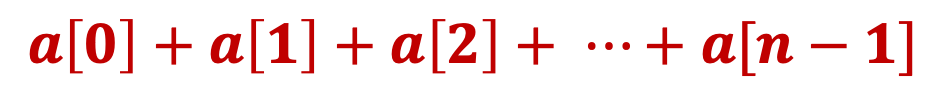 a[0] + a[1] + a[2] + ⋯ + a[n − 1]